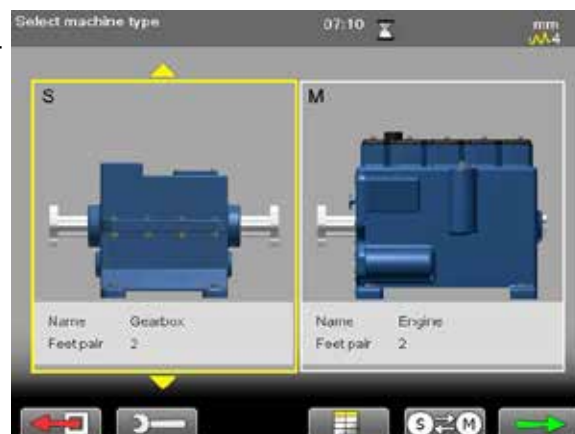 Select machine type
07:10
mm
4
S
M
Name Gearbox
Feet pair 2
Name Engine
Feet pair 2
S M